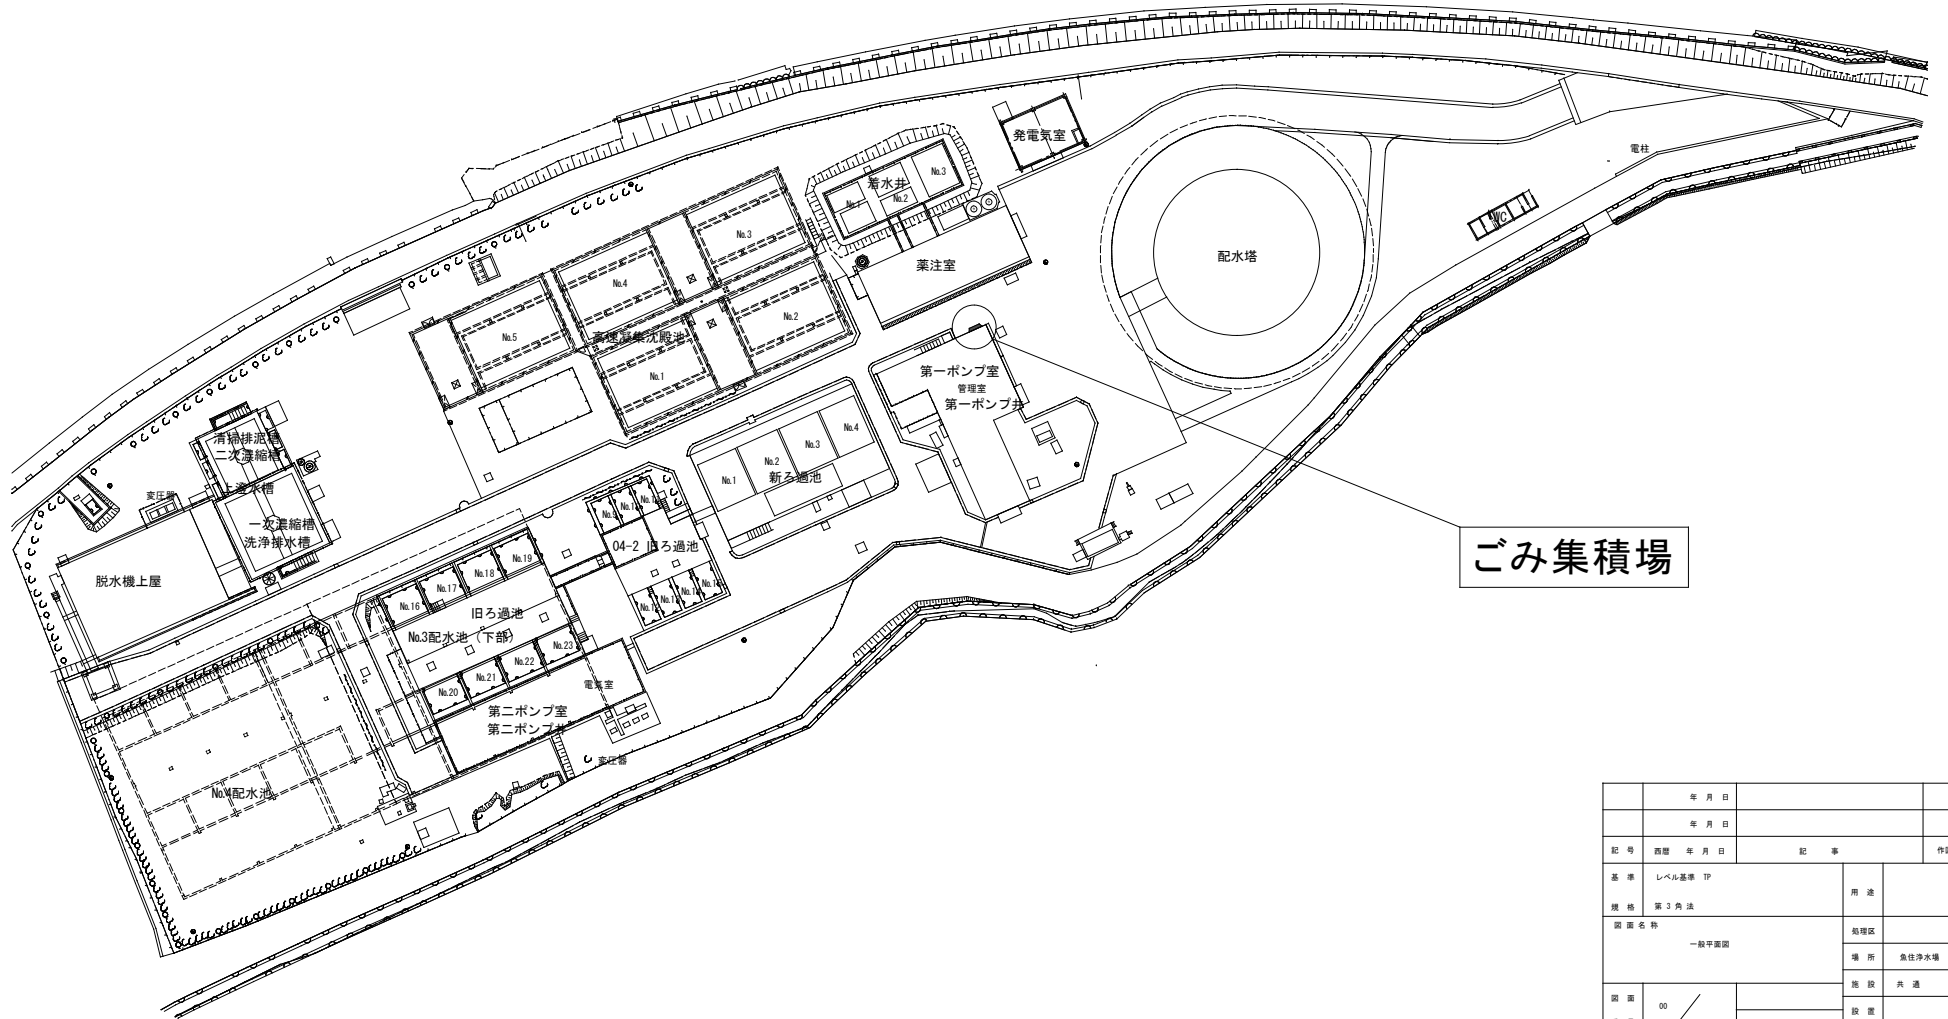 発電気室
電柱
着水井
No.3
No.1
No.2
WC
No.3
薬注室
配水塔
No.4
No.2
No.5
高速凝集沈殿池
No.1
第一ポンプ室
管理室
第一ポンプ井
No.4
No.3
No.2
No.1
新ろ過池
清掃排泥槽
二次濃縮槽
上澄水槽
変圧器
一次濃縮槽
洗浄排水槽
脱水機上屋
No.9
04-2 旧ろ過池
No.19
No.18
No.17
No.16
旧ろ過池
No.3配水池（下部）
No.23
No.22
No.21
No.20
電気室
第二ポンプ室
第二ポンプ井
変圧器
No.4配水池
ごみ集積場
年 月 日
年 月 日
記 号 西暦 年 月 日 記 事
基 準 レベル基準 TP
用 途
規 格 第 3 角 法
図 面 名 称
一般平面図
処理区
場 所 魚住浄水場
施 設 共 通
図 面 00
設 置